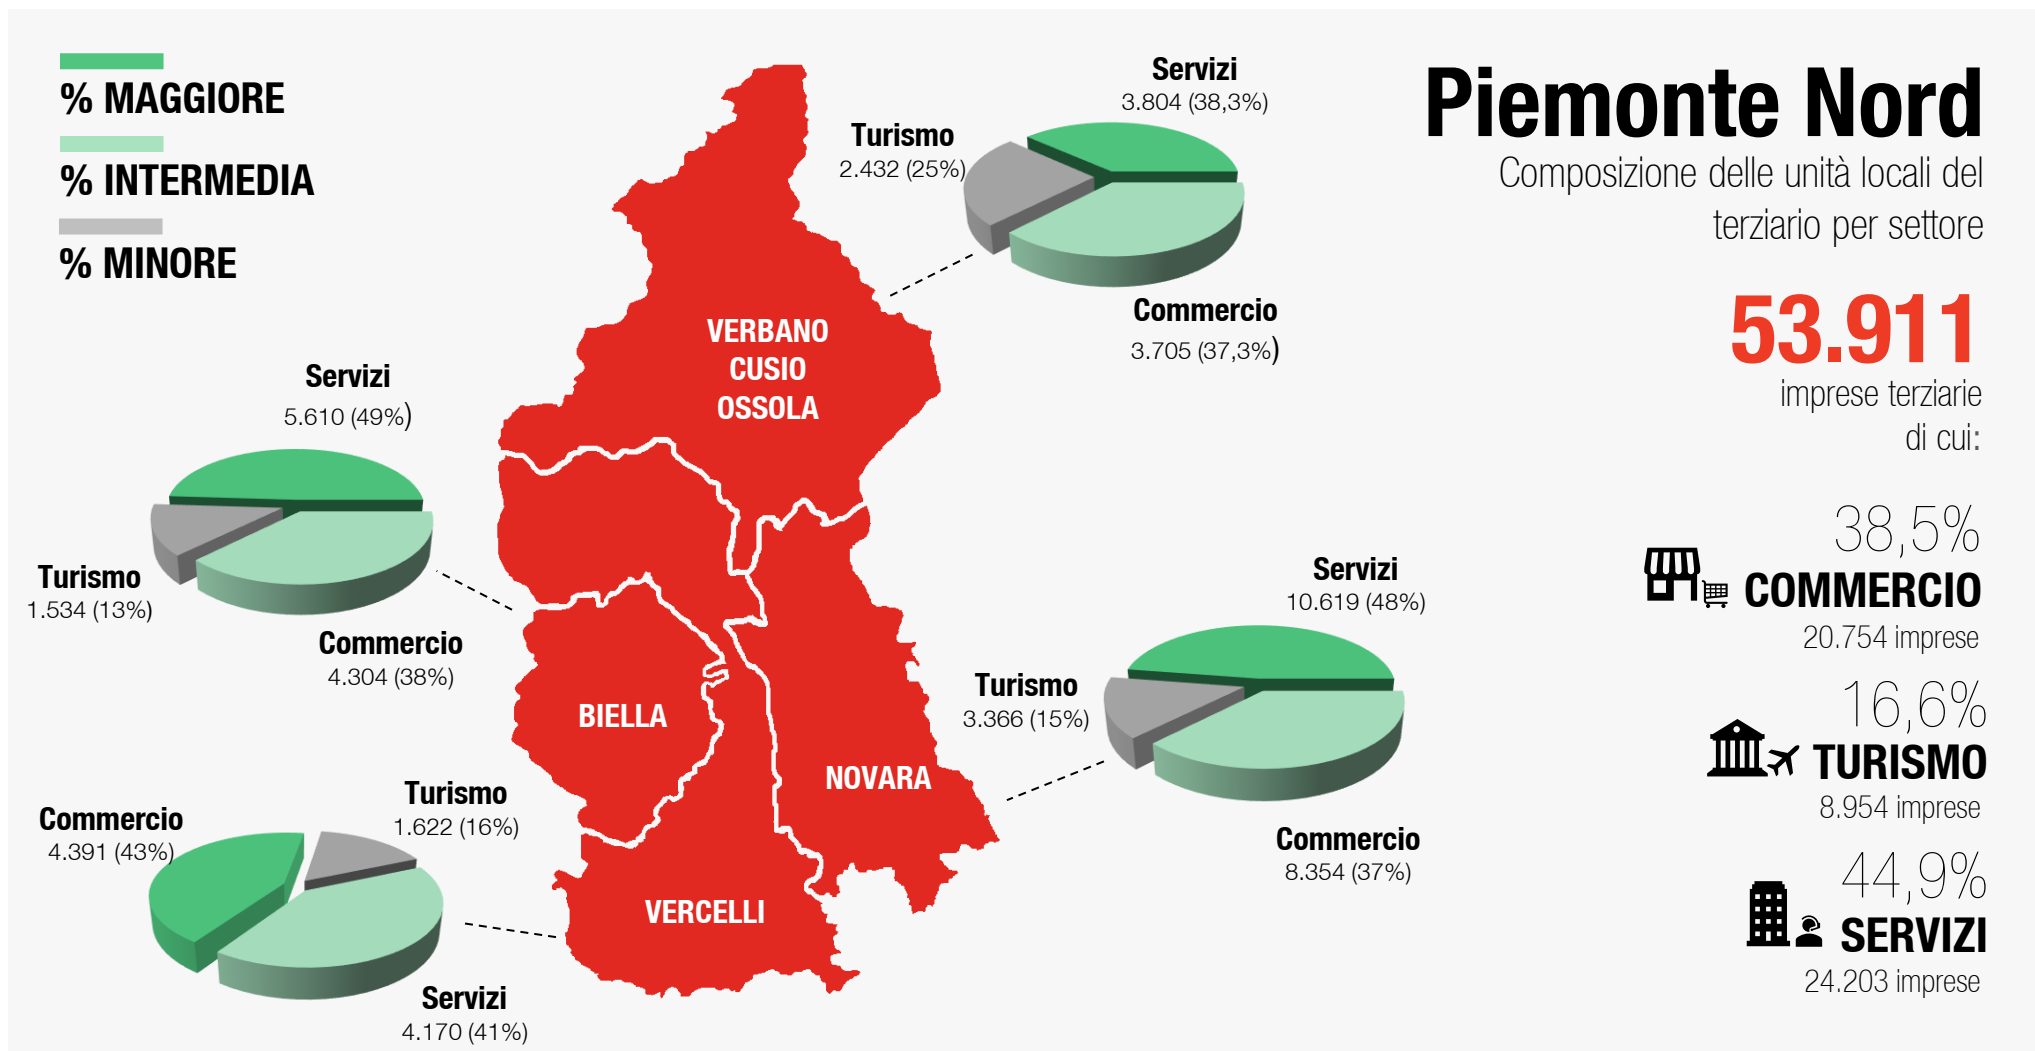 % MAGGIORE
% INTERMEDIA
% MINORE
Piemonte Nord
Composizione delle unità locali del
terziario per settore
53.911
imprese terziarie
di cui:
38,5%
COMMERCIO
20.754 imprese
16,6%
TURISMO
8.954 imprese
44,9%
SERVIZI
24.203 imprese
Servizi
3.804 (38,3%)
Turismo
2.432 (25%)
Commercio
3.705 (37,3%)
VERBANO
CUSIO
OSSOLA
Servizi
5.610 (49%)
Turismo
1.534 (13%)
Commercio
4.304 (38%)
BIELLA
Servizi
10.619 (48%)
Turismo
3.366 (15%)
Commercio
8.354 (37%)
NOVARA
Commercio
4.391 (43%)
Turismo
1.622 (16%)
Servizi
4.170 (41%)
VERCELLI